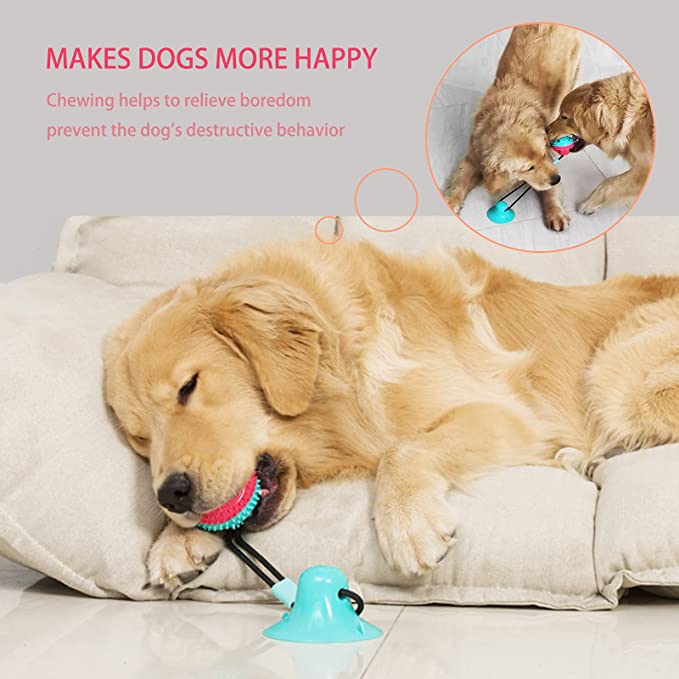 MAKES DOGS MORE HAPPY
Chewing helps to relieve boredom
prevent the dog's destructive behavior